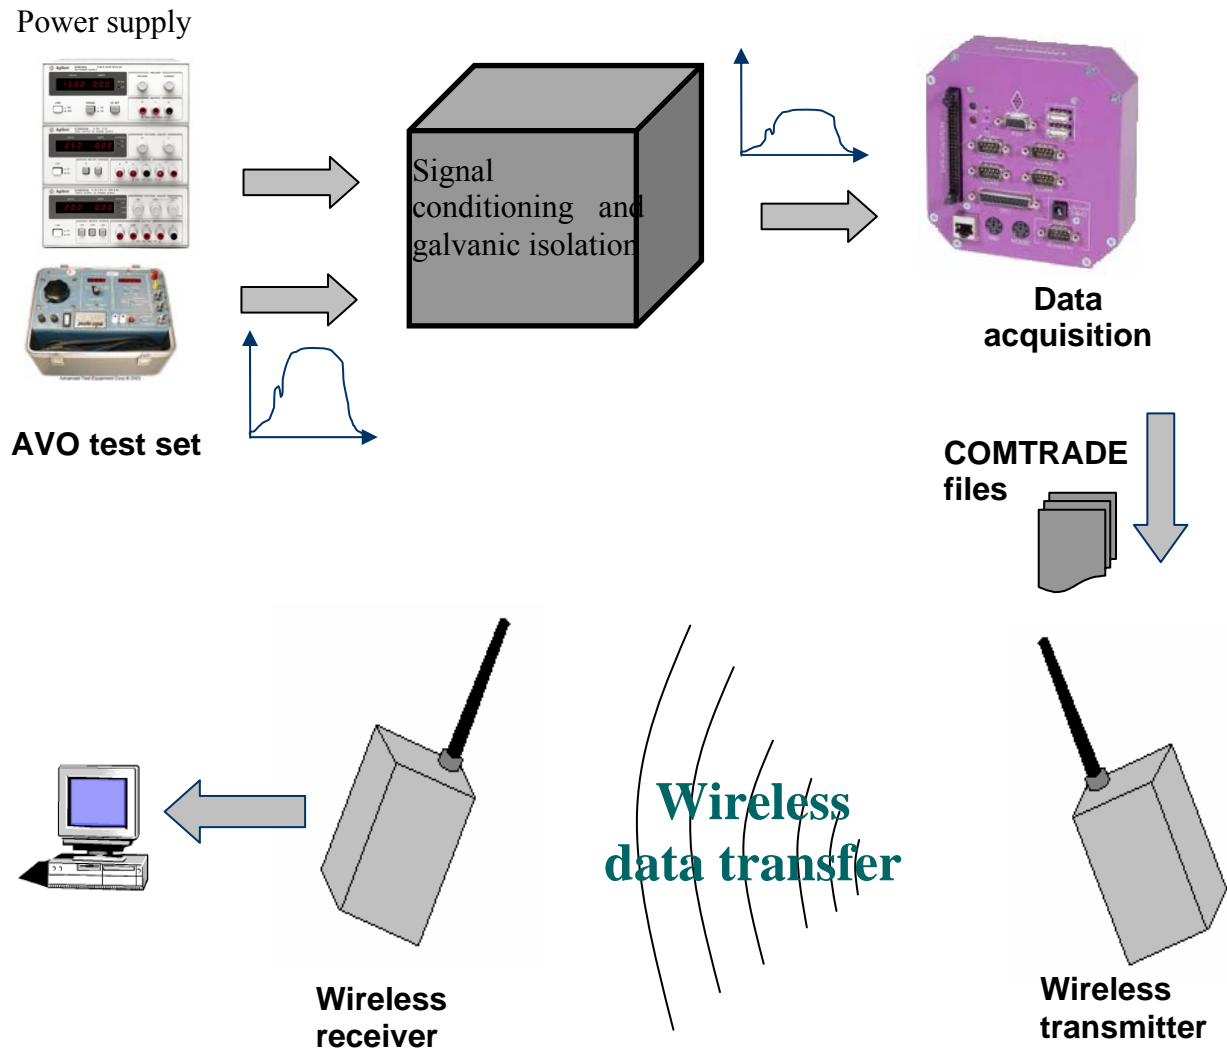 Power supply
Signal
conditioning and
galvanic isolation
Data
acquisition
AVO test set
COMTRADE
files
Wireless
data transfer
Wireless
receiver
Wireless
transmitter